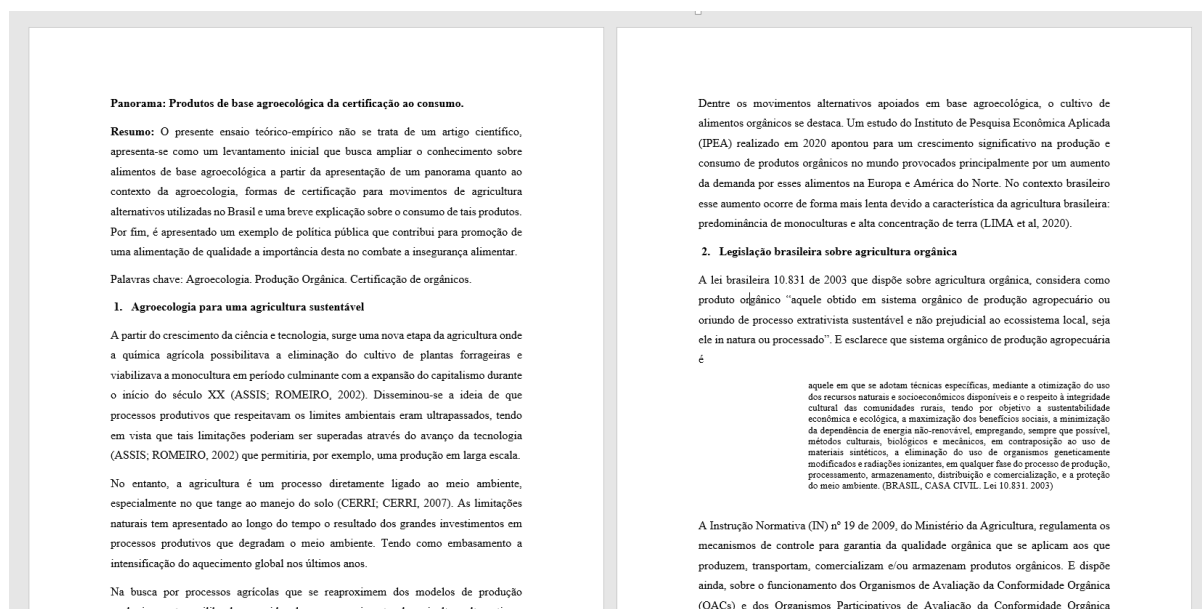 Panorama: Produtos de base agroecológica da certificação ao consumo.
Resumo: O presente ensaio teórico-empírico não se trata de um artigo científico,
apresenta-se como um levantamento inicial que busca ampliar o conhecimento sobre
alimentos de base agroecológica a partir da apresentação de um panorama quanto ao
contexto da agroecologia, formas de certificação para movimentos de agricultura
alternativos utilizadas no Brasil e uma breve explicação sobre o consumo de tais produtos.
Por fim, é apresentado um exemplo de política pública que contribui para promoção de
uma alimentação de qualidade a importância desta no combate a insegurança alimentar.
Palavras chave: Agroecologia. Produção Orgânica. Certificação de orgânicos.
1. Agroecologia para uma agricultura sustentável
A partir do crescimento da ciência e tecnologia, surge uma nova etapa da agricultura onde
a química agrícola possibilitava a eliminação do cultivo de plantas forrageiras e
viabilizava a monocultura em período culminante com a expansão do capitalismo durante
o início do século XX (ASSIS; ROMEIRO, 2002). Disseminou-se a ideia de que
processos produtivos que respeitavam os limites ambientais eram ultrapassados, tendo
em vista que tais limitações poderiam ser superadas através do avanço da tecnologia
(ASSIS; ROMEIRO, 2002) que permitiria, por exemplo, uma produção em larga escala.
No entanto, a agricultura é um processo diretamente ligado ao meio ambiente,
especialmente no que tange ao manejo do solo (CERRI; CERRI, 2007). As limitações
naturais tem apresentado ao longo do tempo o resultado dos grandes investimentos em
processos produtivos que degradam o meio ambiente. Tendo como embasamento a
intensificação do aquecimento global nos últimos anos.
Na busca por processos agrícolas que se reaproximem dos modelos de produção
Dentre os movimentos alternativos apoiados em base agroecológica, o cultivo de
alimentos orgânicos se destaca. Um estudo do Instituto de Pesquisa Econômica Aplicada
(IPEA) realizado em 2020 apontou para um crescimento significativo na produção e
consumo de produtos orgânicos no mundo provocados principalmente por um aumento
da demanda por esses alimentos na Europa e América do Norte. No contexto brasileiro
esse aumento ocorre de forma mais lenta devido a característica da agricultura brasileira:
predominância de monoculturas e alta concentração de terra (LIMA et al, 2020).
2. Legislação brasileira sobre agricultura orgânica
A lei brasileira 10.831 de 2003 que dispõe sobre agricultura orgânica, considera como
produto orgânico “aquele obtido em sistema orgânico de produção agropecuário ou
oriundo de processo extrativista sustentável e não prejudicial ao ecossistema local, seja
ele in natura ou processado”. E esclarece que sistema orgânico de produção agropecuária
é
aquele em que se adotam técnicas específicas, mediante a otimização do uso
dos recursos naturais e socioeconômicos disponíveis e o respeito à integridade
cultural das comunidades rurais, tendo por objetivo a sustentabilidade
econômica e ecológica, a maximização dos benefícios sociais, a minimização
da dependência de energia não-renovável, empregando, sempre que possível,
métodos culturais, biológicos e mecânicos, em contraposição ao uso de
materiais sintéticos, a eliminação do uso de organismos geneticamente
modificados e radiações ionizantes, em qualquer fase do processo de produção,
processamento, armazenamento, distribuição e comercialização, e a proteção
do meio ambiente. (BRASIL, CASA CIVIL. Lei 10.831. 2003)
A Instrução Normativa (IN) nº 19 de 2009, do Ministério da Agricultura, regulamenta os
mecanismos de controle para garantia da qualidade orgânica que se aplicam aos que
produzem, transportam, comercializam e/ou armazenam produtos orgânicos. E dispõe
ainda, sobre o funcionamento dos Organismos de Avaliação da Conformidade Orgânica
(OACs) e dos Organismos Participativos de Avaliação da Conformidade Orgânica